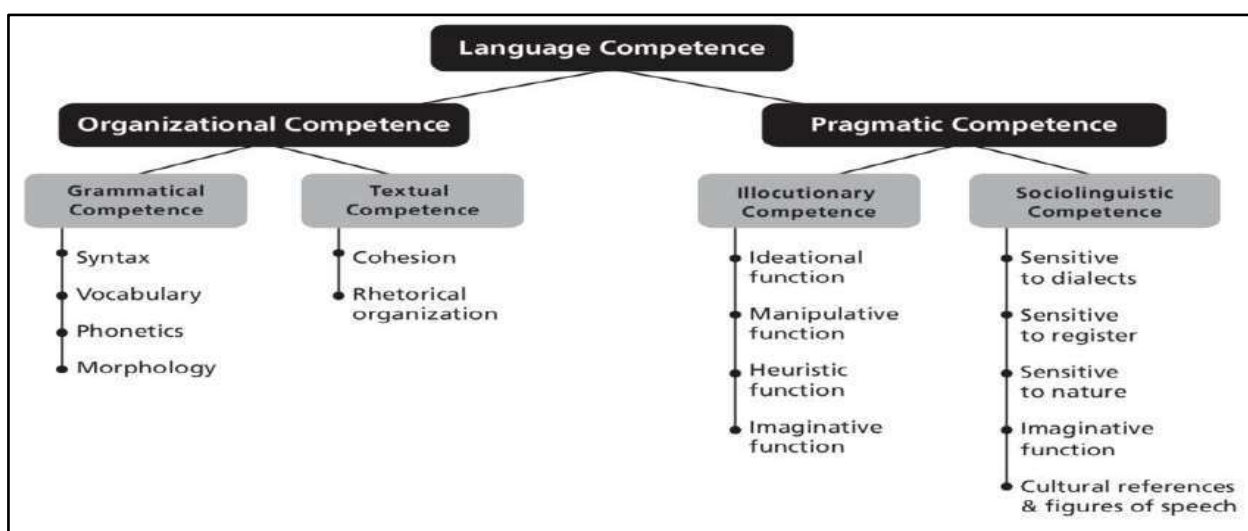 Language Competence
Organizational Competence
Pragmatic Competence
Grammatical
Competence
Syntax
Vocabulary
Phonetics
Morphology
Textual
Competence
Cohesion
Rhetorical
organization
Illocutionary
Competence
Ideational
function
Manipulative
function
Heuristic
function
Imaginative
function
Sociolinguistic
Competence
Sensitive
to dialects
Sensitive
to register
Sensitive
to nature
Imaginative
function
Cultural references
& figures of speech